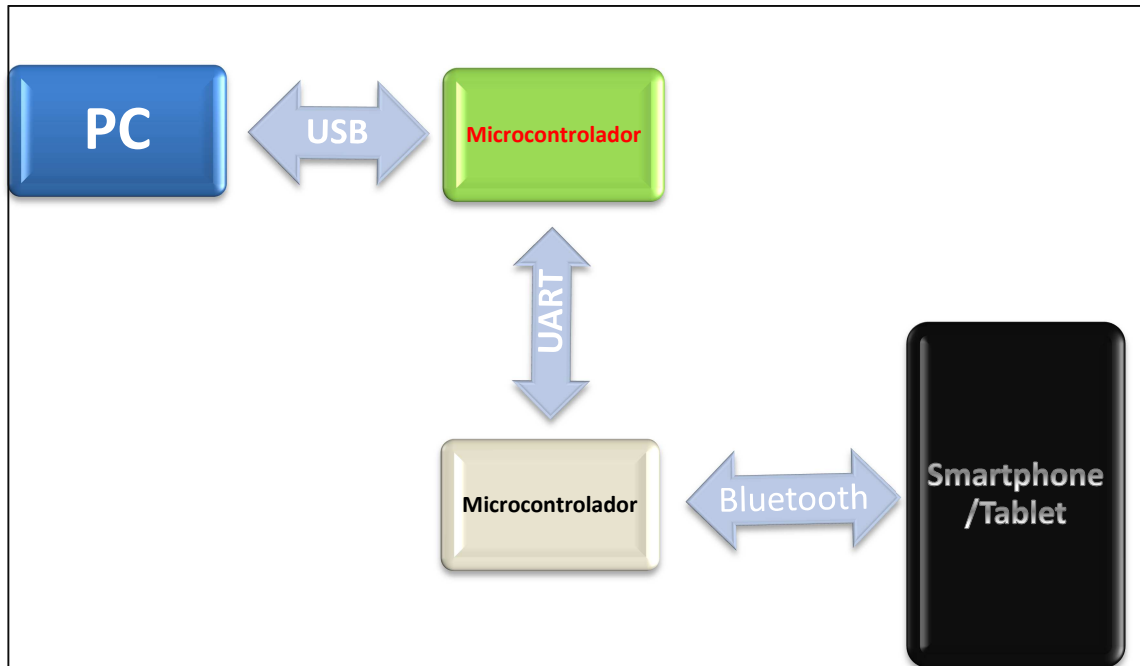 PC
USB
Microcontrolador
UART
Microcontrolador
Bluetooth
Smartphone
/Tablet